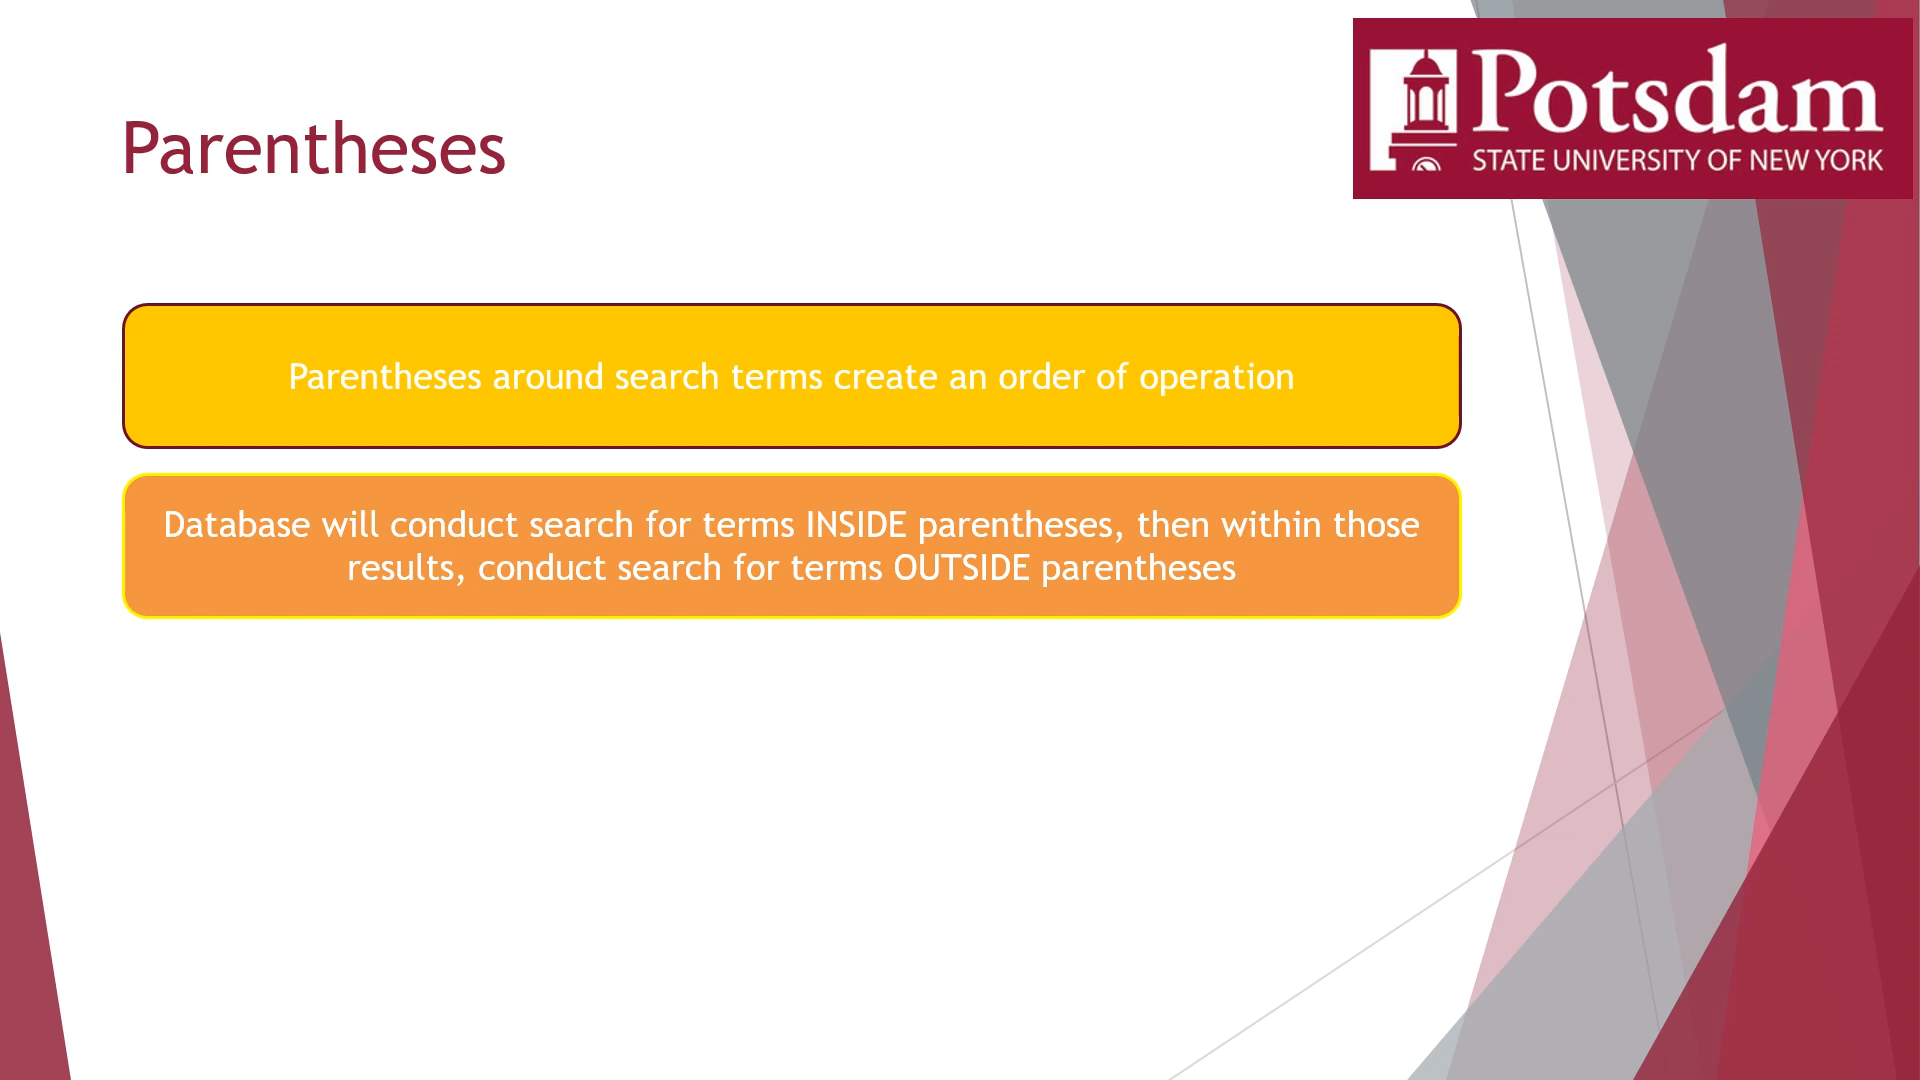 Potsdam
STATE UNIVERSITY OF NEW YORK
Parentheses
Parentheses around search terms create an order of operation
Database will conduct search for terms INSIDE parentheses, then within those
results, conduct search for terms OUTSIDE parentheses